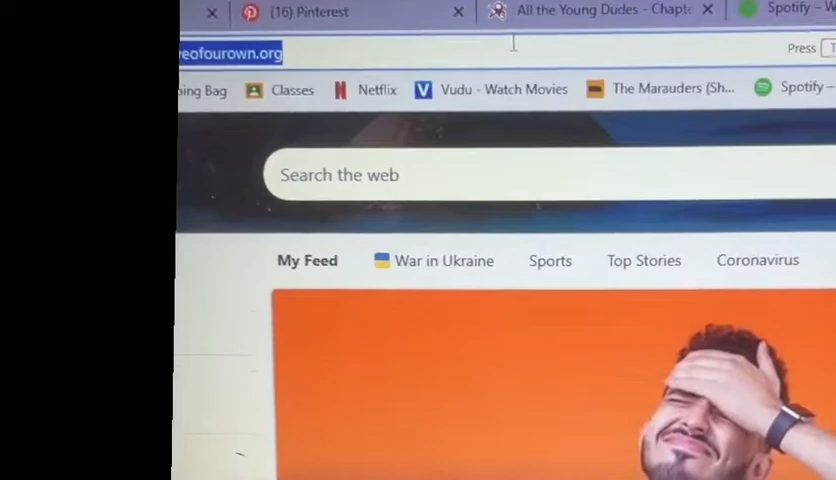 (16) Pinterest All the Young Dudes - Chapte Spotify – W
veofourown.org Press T
ing Bag Classes Netflix Vudu - Watch Movies The Marauders (Sh... Spotify –
Search the web
My Feed War in Ukraine Sports Top Stories Coronavirus